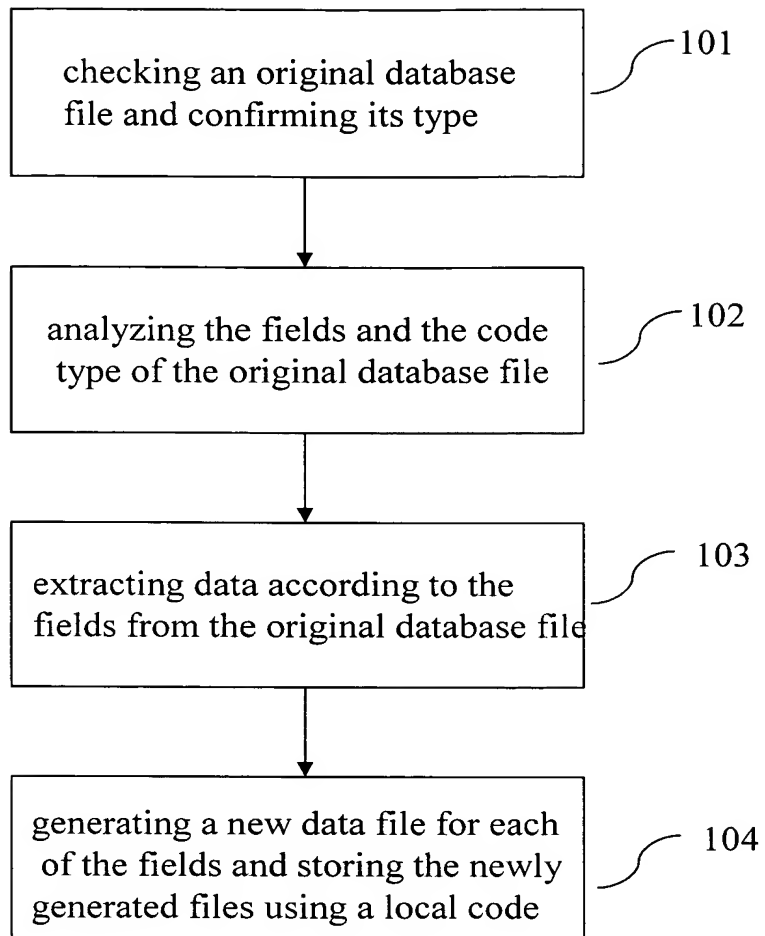 checking an original database
file and confirming its type
101
analyzing the fields and the code
type of the original database file
102
extracting data according to the
fields from the original database file
103
generating a new data file for each
of the fields and storing the newly
generated files using a local code
104